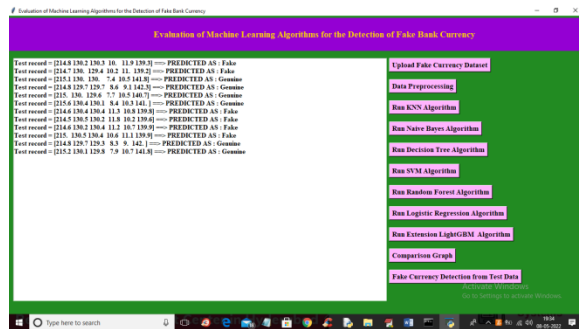 Evaluation of Machine Learning Algorithms for the Detection of Fake Bank Currency
Evaluation of Machine Learning Algorithms for the Detection of Fake Bank Currency
Test record = [214.8 130.2 130.3 10. 11.9 139.3] ==> PREDICTED AS : Fake
Test record = [214.7 130. 129.4 10.2 11. 139.2] ==> PREDICTED AS : Fake
Test record = [215.1 130. 130. 7.4 10.5 141.8] ==> PREDICTED AS : Genuine
Test record = [214.8 129.7 129.7 8.6 9.1 142.3] ==> PREDICTED AS : Genuine
Test record = [215. 130. 129.6 7.7 10.5 140.7] ==> PREDICTED AS : Genuine
Test record = [215.6 130.4 130.1 8.4 10.3 141. ] ==> PREDICTED AS : Genuine
Test record = [214.6 130.4 130.4 11.3 10.8 139.8] ==> PREDICTED AS : Fake
Test record = [214.5 130.5 130.2 11.8 10.2 139.6] ==> PREDICTED AS : Fake
Test record = [214.6 130.2 130.4 11.2 10.7 139.9] ==> PREDICTED AS : Fake
Test record = [215. 130.5 130.4 10.6 11.1 139.9] ==> PREDICTED AS : Fake
Test record = [214.8 129.7 129.3 8.3 9. 142. ] ==> PREDICTED AS : Genuine
Test record = [215.2 130.1 129.8 7.9 10.7 141.8] ==> PREDICTED AS : Genuine
Upload Fake Currency Dataset
Data Preprocessing
Run KNN Algorithm
Run Naive Bayes Algorithm
Run Decision Tree Algorithm
Run SVM Algorithm
Run Random Forest Algorithm
Run Logistic Regression Algorithm
Run Extension LightGBM Algorithm
Comparison Graph
Fake Currency Detection from Test Data
Activate Windows
Go to Settings to activate Windows.
Type here to search
19:34
08-05-2022